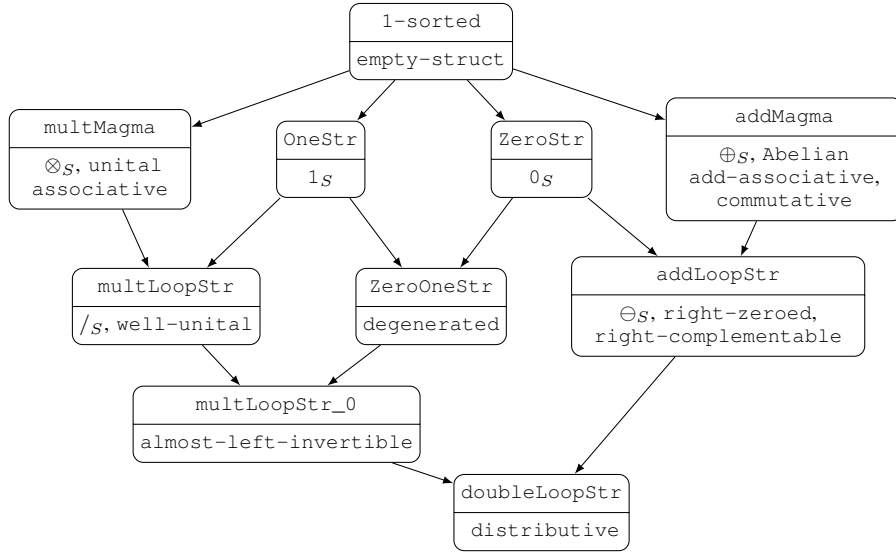 1-sorted
empty-struct
multMagma
⊗S, unital
associative
OneStr
1S
ZeroStr
0S
addMagma
⊕S, Abelian
add-associative,
commutative
multLoopStr
/S, well-unital
ZeroOneStr
degenerated
addLoopStr
⊖S, right-zeroed,
right-complementable
multLoopStr_0
almost-left-invertible
doubleLoopStr
distributive